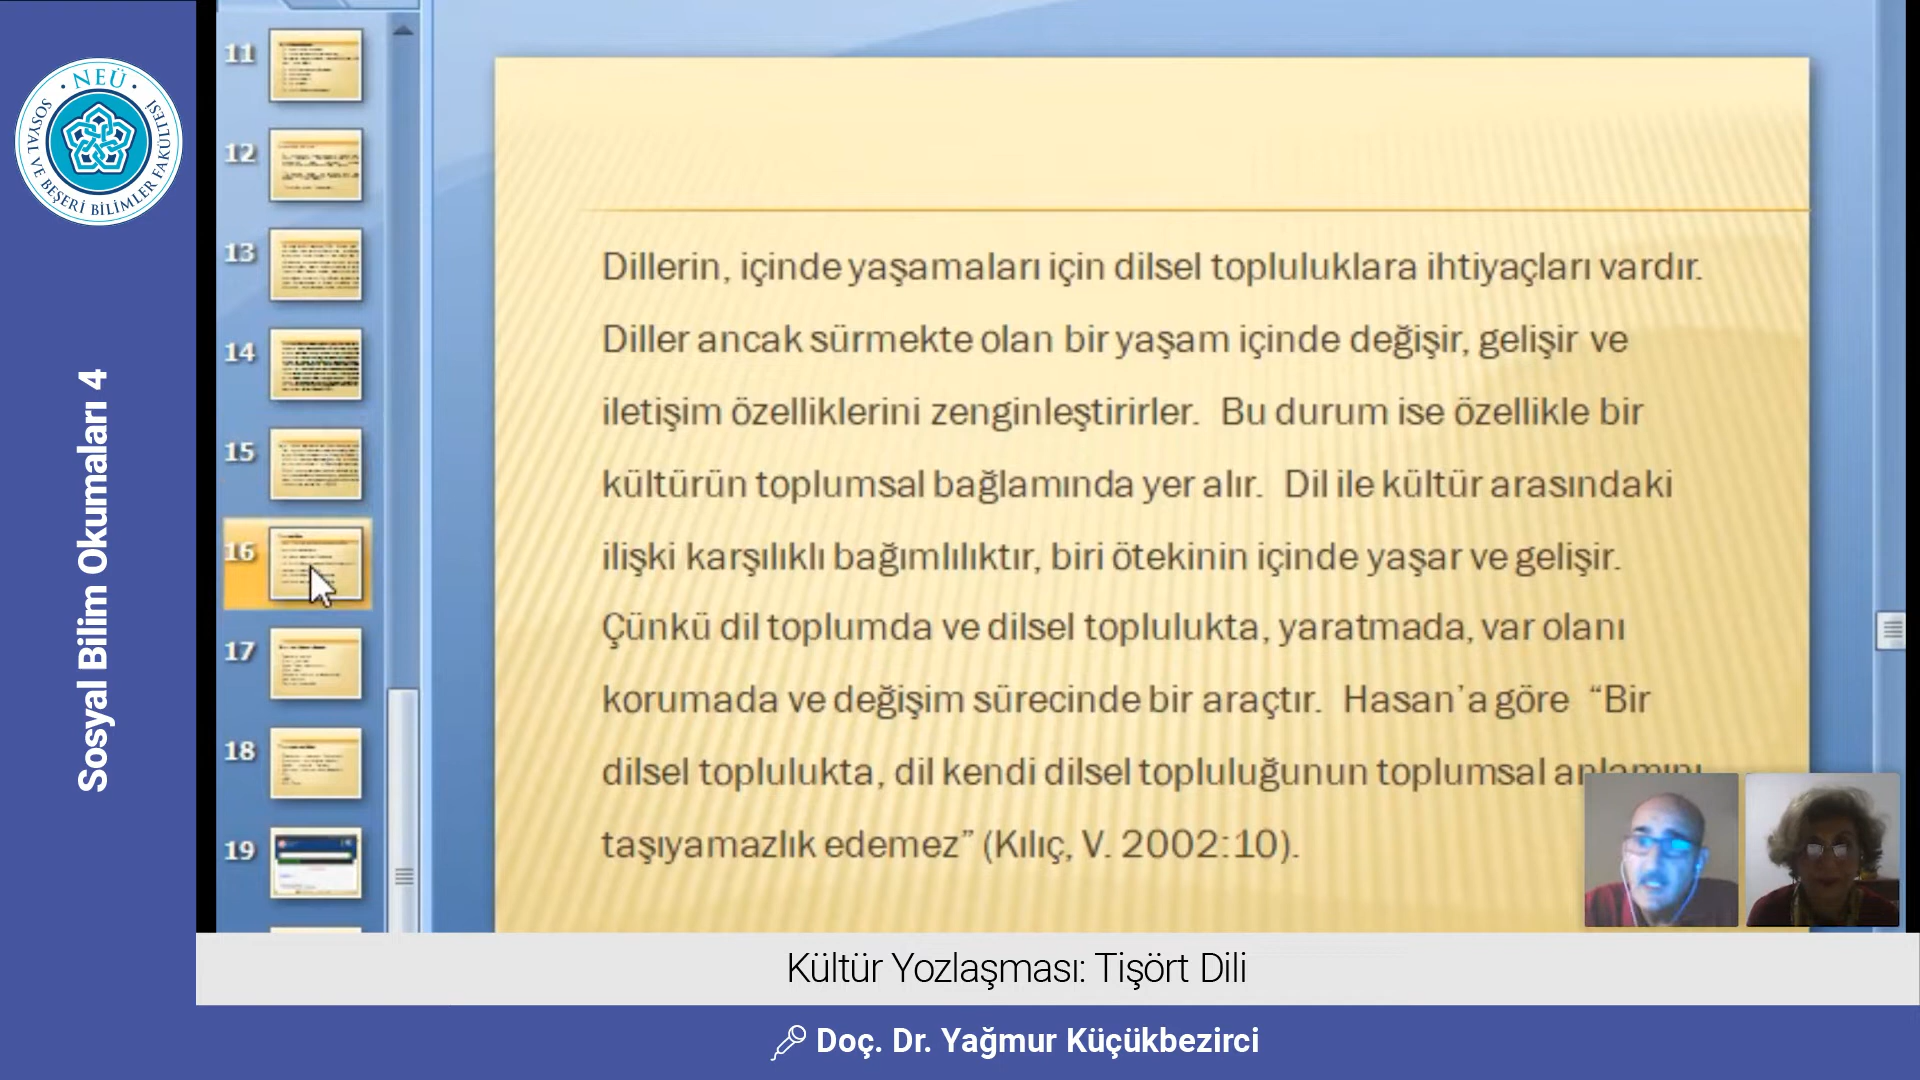 NEÜ
SOSYAL VE BEŞERİ BİLİMLER FAKÜLTESİ
Sosyal Bilim Okumaları 4
11
12
13
14
15
16
17
18
19
Dillerin, içinde yaşamaları için dilsel topluluklara ihtiyaçları vardır.
Diller ancak sürmekte olan bir yaşam içinde değişir, gelişir ve
iletişim özelliklerini zenginleştirirler. Bu durum ise özellikle bir
kültürün toplumsal bağlamında yer alır. Dil ile kültür arasındaki
ilişki karşılıklı bağımlılıktır, biri ötekinin içinde yaşar ve gelişir.
Çünkü dil toplumda ve dilsel toplulukta, yaratmada, var olanı
korumada ve değişim sürecinde bir araçtır. Hasan'a göre “Bir
dilsel toplulukta, dil kendi dilsel topluluğunun toplumsal anlamını
taşıyamazlık edemez” (Kılıç, V. 2002:10).
Kültür Yozlaşması: Tişört Dili
Doç. Dr. Yağmur Küçükbezirci